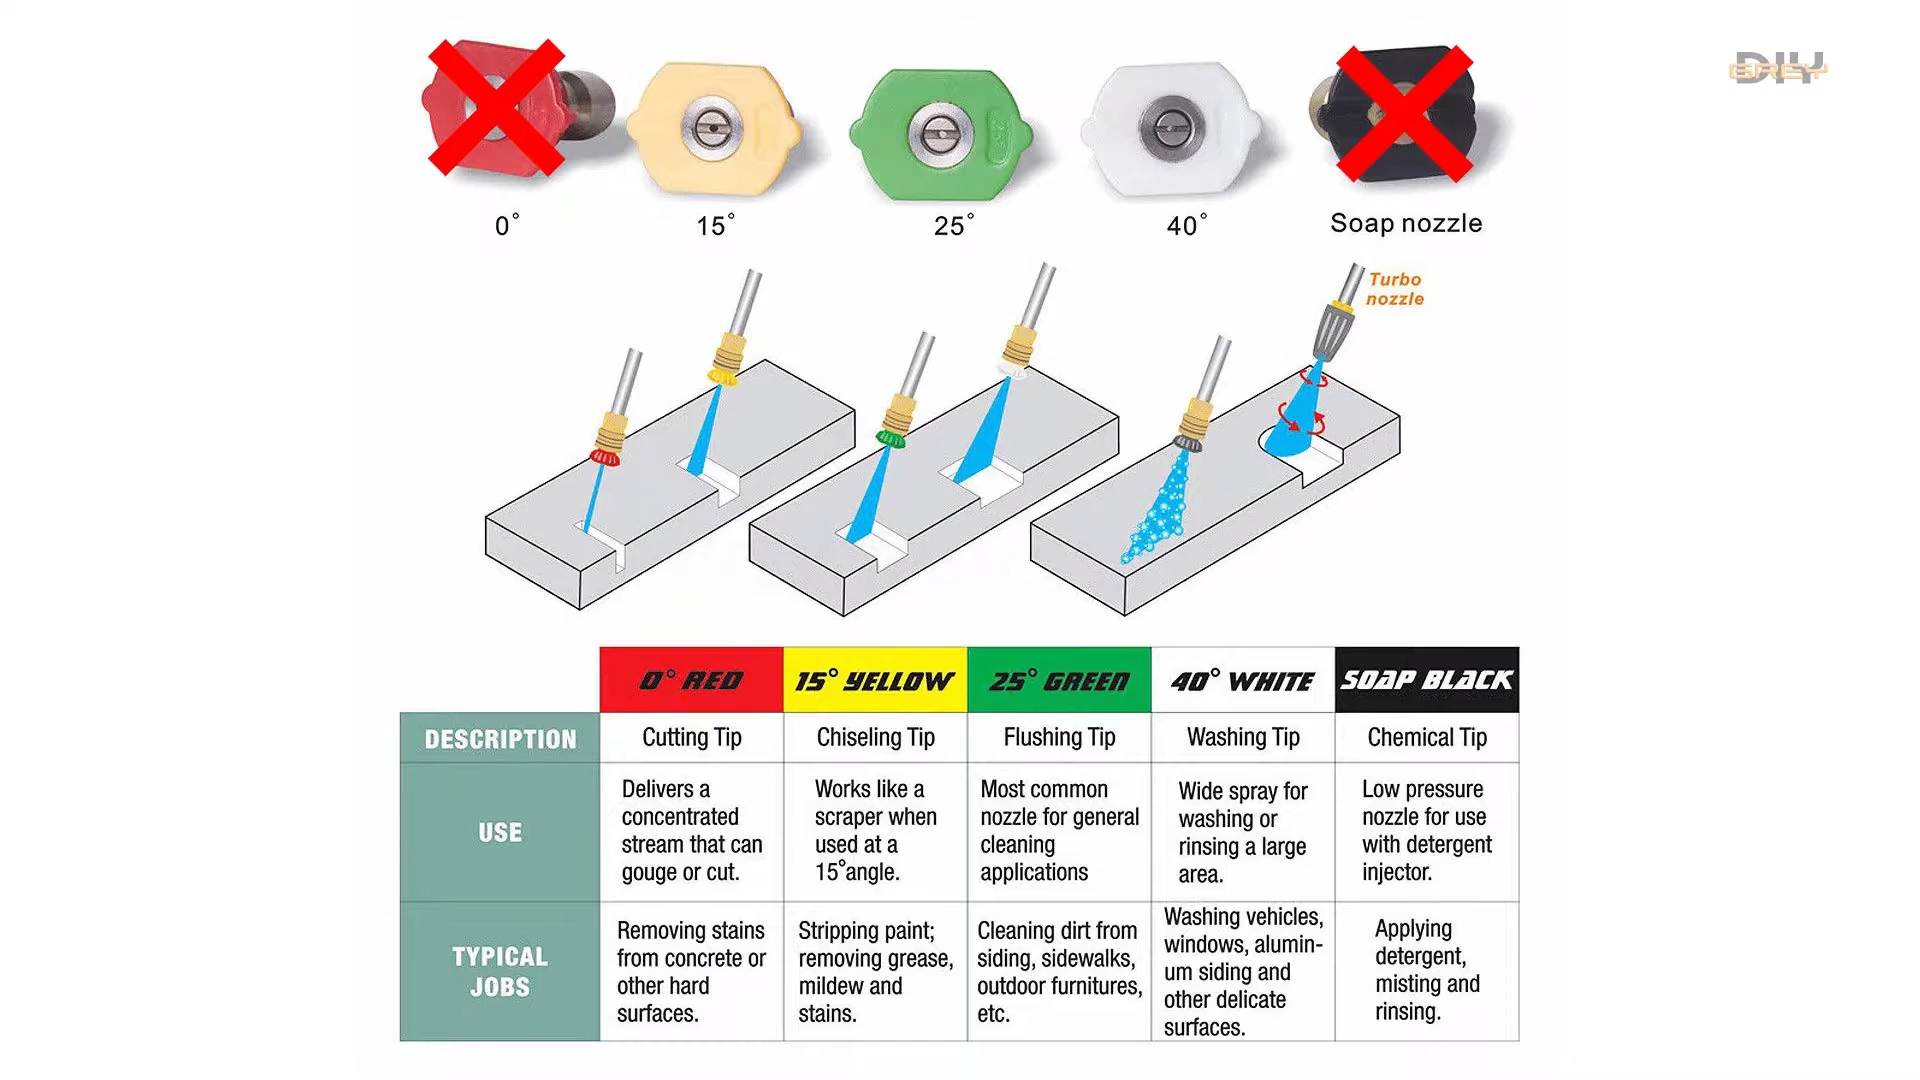 DIY
GREY
0°
15°
25°
40°
Soap nozzle
Turbo
nozzle
0° RED
15° YELLOW
25° GREEN
40° WHITE
SOAP BLACK
DESCRIPTION
Cutting Tip
Chiseling Tip
Flushing Tip
Washing Tip
Chemical Tip
USE
Delivers a
concentrated
stream that can
gouge or cut.
Works like a
scraper when
used at a
15°angle.
Most common
nozzle for general
cleaning
applications
Wide spray for
washing or
rinsing a large
area.
Low pressure
nozzle for use
with detergent
injector.
TYPICAL
JOBS
Removing stains
from concrete or
other hard
surfaces.
Stripping paint;
removing grease,
mildew and
stains.
Cleaning dirt from
siding, sidewalks,
outdoor furnitures,
etc.
Washing vehicles,
windows, alumin-
um siding and
other delicate
surfaces.
Applying
detergent,
misting and
rinsing.